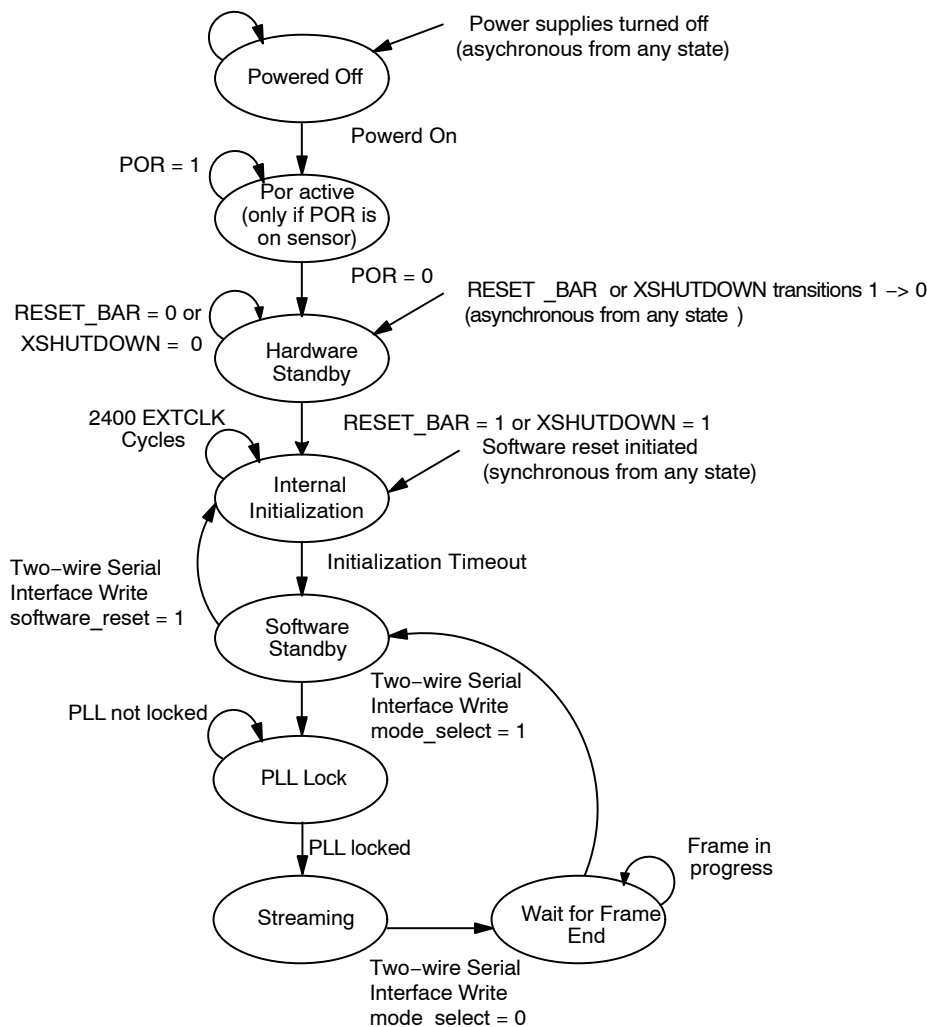 Power supplies turned off
(asychronous from any state)
Powered Off
Powerd On
POR = 1
Por active
(only if POR is
on sensor)
POR = 0
RESET _BAR or XSHUTDOWN transitions 1 −> 0
(asynchronous from any state )
RESET_BAR = 0 or
XSHUTDOWN = 0
Hardware
Standby
2400 EXTCLK
Cycles
RESET_BAR = 1 or XSHUTDOWN = 1
Software reset initiated
(synchronous from any state)
Internal
Initialization
Initialization Timeout
Two−wire Serial
Interface Write
software_reset = 1
Software
Standby
Two−wire Serial
Interface Write
mode_select = 1
PLL not locked
PLL Lock
PLL locked
Frame in
progress
Streaming
Wait for Frame
End
Two−wire Serial
Interface Write
mode_select = 0